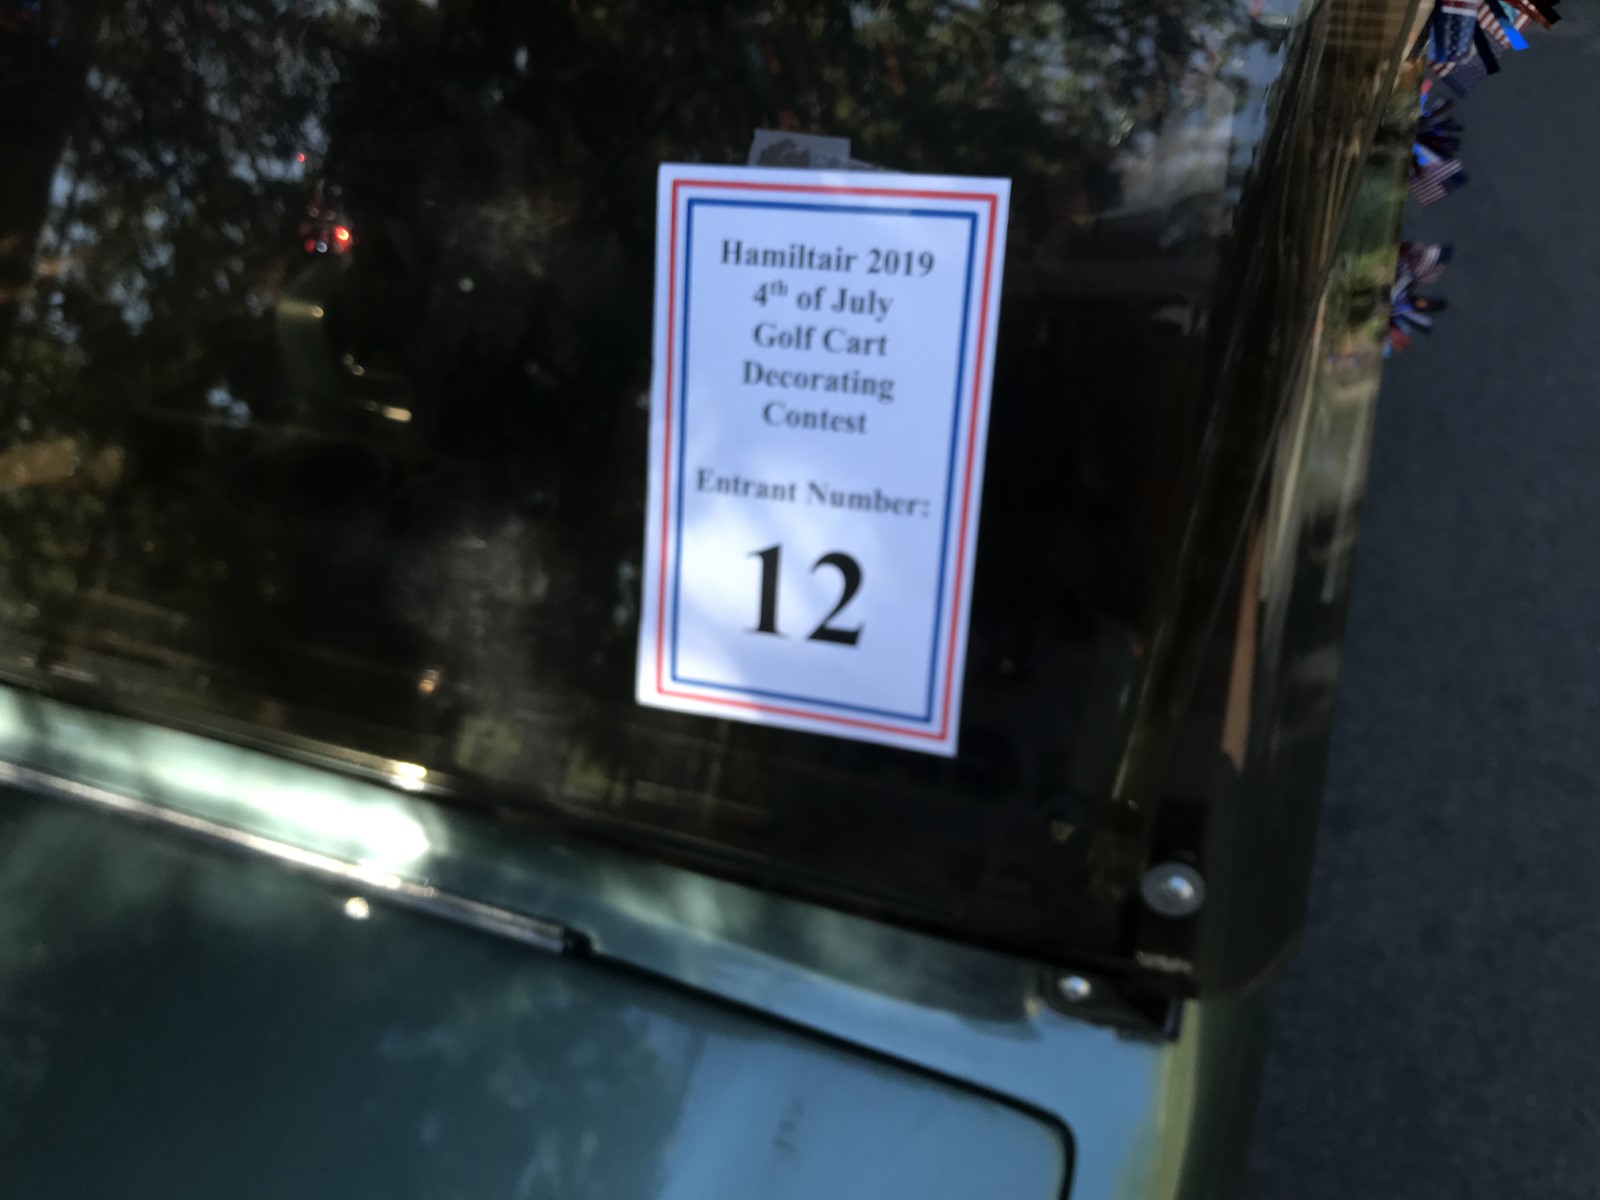 Hamiltair 2019
4th of July
Golf Cart
Decorating
Contest
Entrant Number:
12